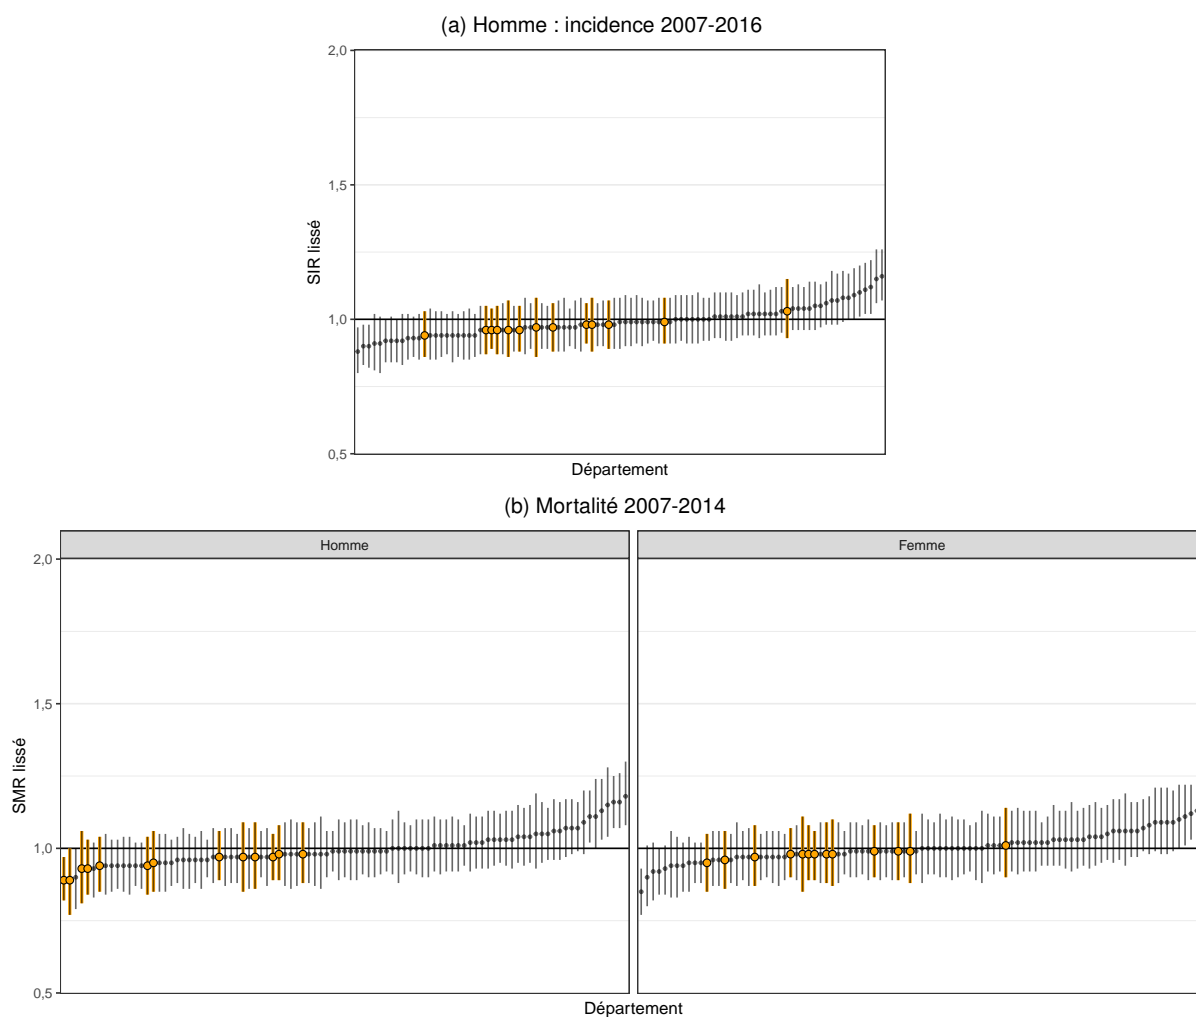 (a) Homme : incidence 2007-2016
2,0
1,5
1,0
0,5
SIR lissé
Département
(b) Mortalité 2007-2014
Homme
Femme
2,0
1,5
1,0
0,5
SMR lissé
Département